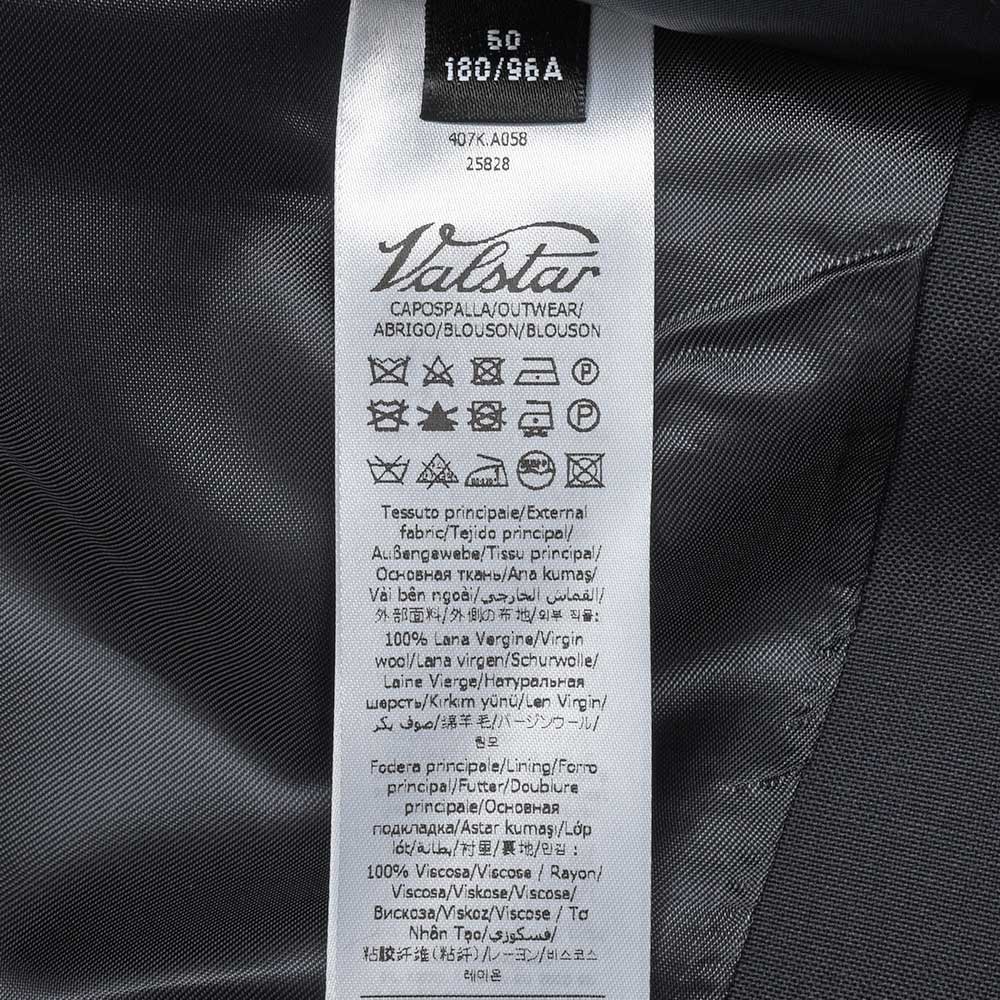 50
180/96A
407K.A058
25828
Valstar
CAPOSPALLA/OUTWEAR/
ABRIGO/BLOUSON/BLOUSON
P
P
Tessuto principale/External
fabric/Tejido principal/
Außengewebe/Tissu principal/
Основная ткань/Ana kumaş/
Vải bên ngoài/القماش الخارجي/
外部面料/外側の布地/외부 직물:
100% Lana Vergine/Virgin
wool/Lana virgen/Schurwolle/
Laine Vierge/Натуральная
шерсть/Kırkım yünü/Len Virgin/
صوف بكر/绵羊毛/バージンウール/
Fodera principale/Lining/Forro
principal/Futter/Doublure
principale/Основная
подкладка/Astar kumaşı/Lớp
lót/بطانة/衬里/裏地/안감 :
100% Viscosa/Viscose / Rayon/
Viscosa/Viskose/Viscose/
Вискоза/Viskoz/Viscose / Tơ
Nhân Tạo/فسكوزي/
粘胶纤维(粘纤)/レーヨン/비스코스
레이온